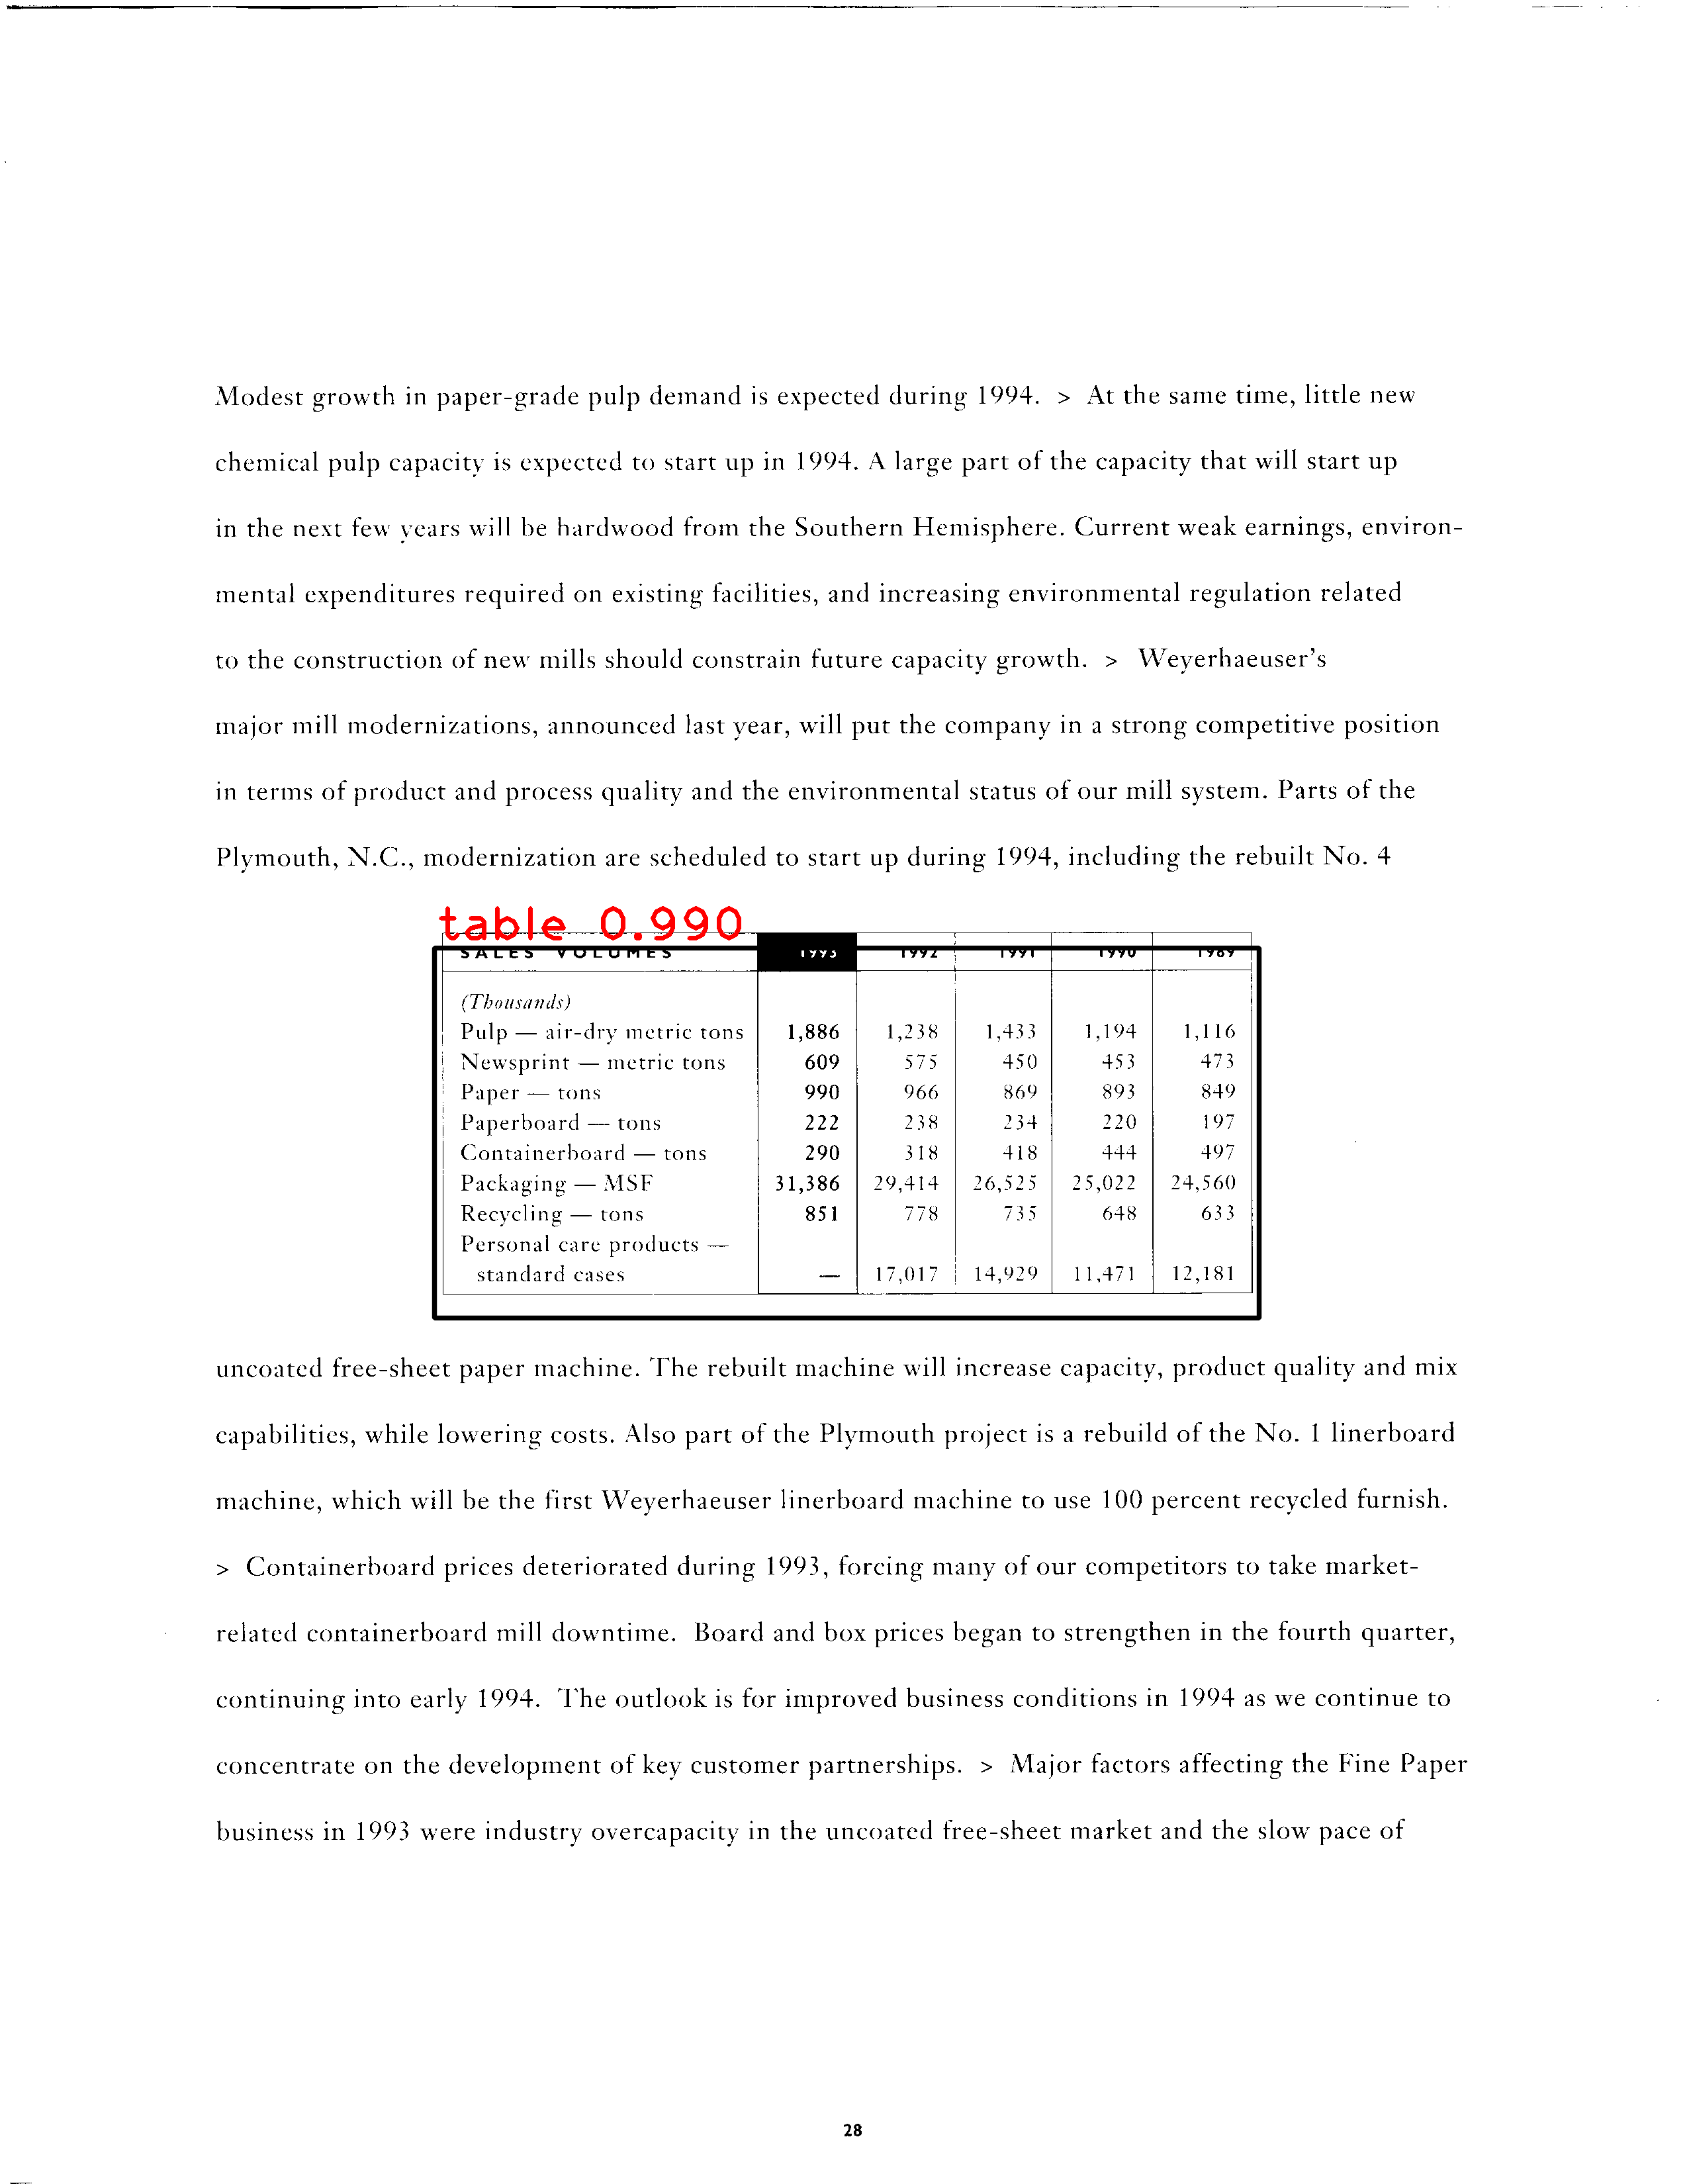 Modest growth in paper-grade pulp demand is expected during 1994. > At the same time, little new
chemical pulp capacity is expected to start up in 1994. A large part of the capacity that will start up
in the next few years will be hardwood from the Southern Hemisphere. Current weak earnings, environ-
mental expenditures required on existing facilities, and increasing environmental regulation related
to the construction of new mills should constrain future capacity growth. > Weyerhaeuser's
major mill modernizations, announced last year, will put the company in a strong competitive position
in terms of product and process quality and the environmental status of our mill system. Parts of the
Plymouth, N.C., modernization are scheduled to start up during 1994, including the rebuilt No. 4
table 0.990
SALES VOLUMES 1993 1992 1991 1990 1989
(Thousands)
Pulp — air-dry metric tons 1,886 1,238 1,433 1,194 1,116
Newsprint — metric tons 609 575 450 453 473
Paper — tons 990 966 869 893 849
Paperboard — tons 222 238 234 220 197
Containerboard — tons 290 318 418 444 497
Packaging — MSF 31,386 29,414 26,525 25,022 24,560
Recycling — tons 851 778 735 648 633
Personal care products —
standard cases — 17,017 14,929 11,471 12,181
uncoated free-sheet paper machine. The rebuilt machine will increase capacity, product quality and mix
capabilities, while lowering costs. Also part of the Plymouth project is a rebuild of the No. 1 linerboard
machine, which will be the first Weyerhaeuser linerboard machine to use 100 percent recycled furnish.
> Containerboard prices deteriorated during 1993, forcing many of our competitors to take market-
related containerboard mill downtime. Board and box prices began to strengthen in the fourth quarter,
continuing into early 1994. The outlook is for improved business conditions in 1994 as we continue to
concentrate on the development of key customer partnerships. > Major factors affecting the Fine Paper
business in 1993 were industry overcapacity in the uncoated free-sheet market and the slow pace of
28